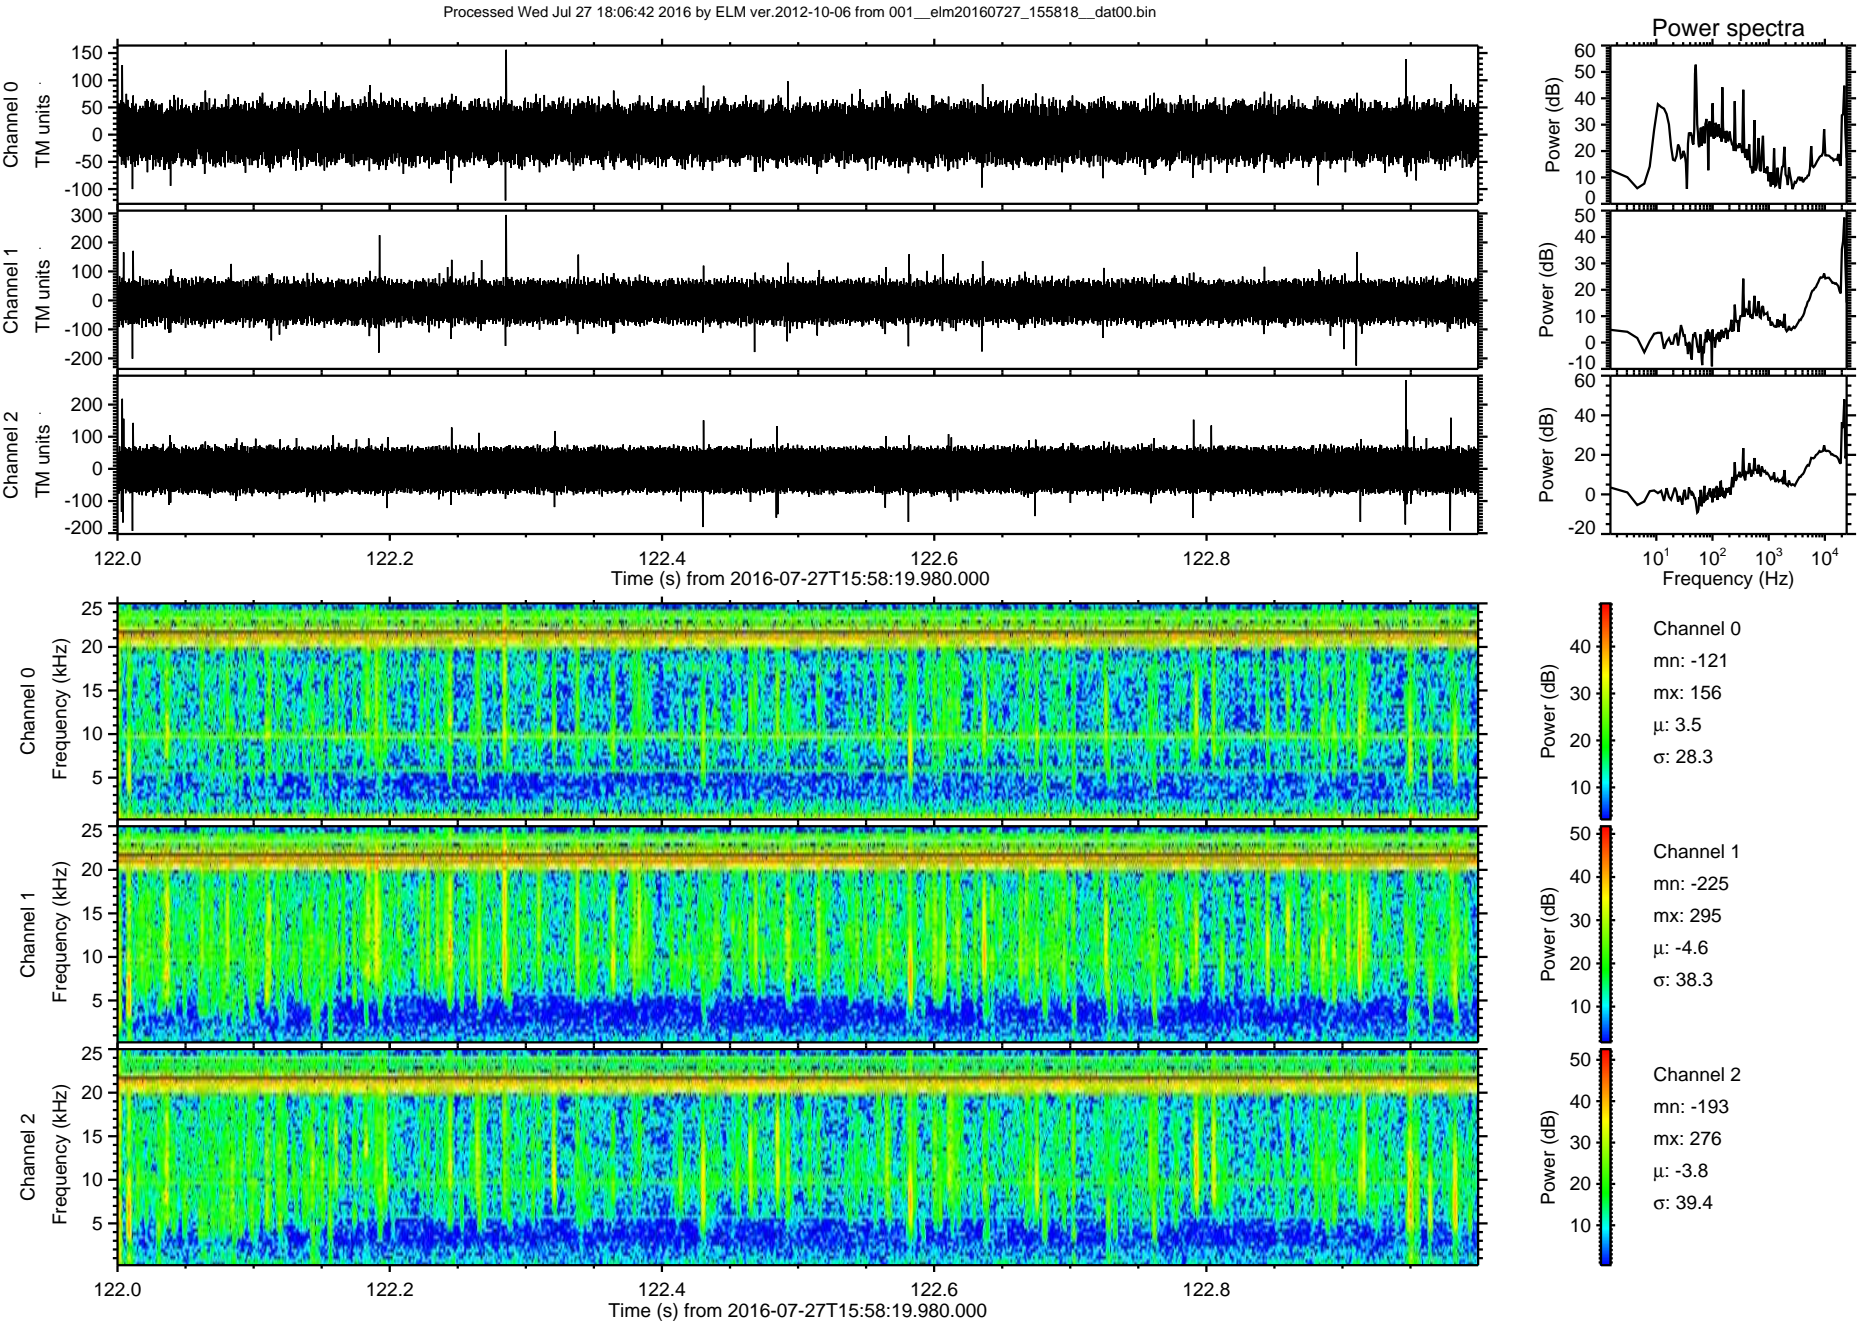 Processed Wed Jul 27 18:06:42 2016 by ELM ver.2012-10-06 from 001__elm20160727_155818__dat00.bin
Power spectra
Channel 0
TM units
150
100
50
0
-50
-100
Power (dB)
60
50
40
30
20
10
0
Channel 1
TM units
300
200
100
0
-100
-200
Power (dB)
50
40
30
20
10
0
-10
Channel 2
TM units
200
100
0
-100
-200
Power (dB)
60
40
20
0
-20
122.0 122.2 122.4 122.6 122.8
Time (s) from 2016-07-27T15:58:19.980.000
10^1 10^2 10^3 10^4
Frequency (Hz)
Channel 0
Frequency (kHz)
25
20
15
10
5
Power (dB)
40
30
20
10
Channel 0
mn: -121
mx: 156
μ: 3.5
σ: 28.3
Channel 1
Frequency (kHz)
25
20
15
10
5
Power (dB)
50
40
30
20
10
Channel 1
mn: -225
mx: 295
μ: -4.6
σ: 38.3
Channel 2
Frequency (kHz)
25
20
15
10
5
Power (dB)
50
40
30
20
10
Channel 2
mn: -193
mx: 276
μ: -3.8
σ: 39.4
122.0 122.2 122.4 122.6 122.8
Time (s) from 2016-07-27T15:58:19.980.000